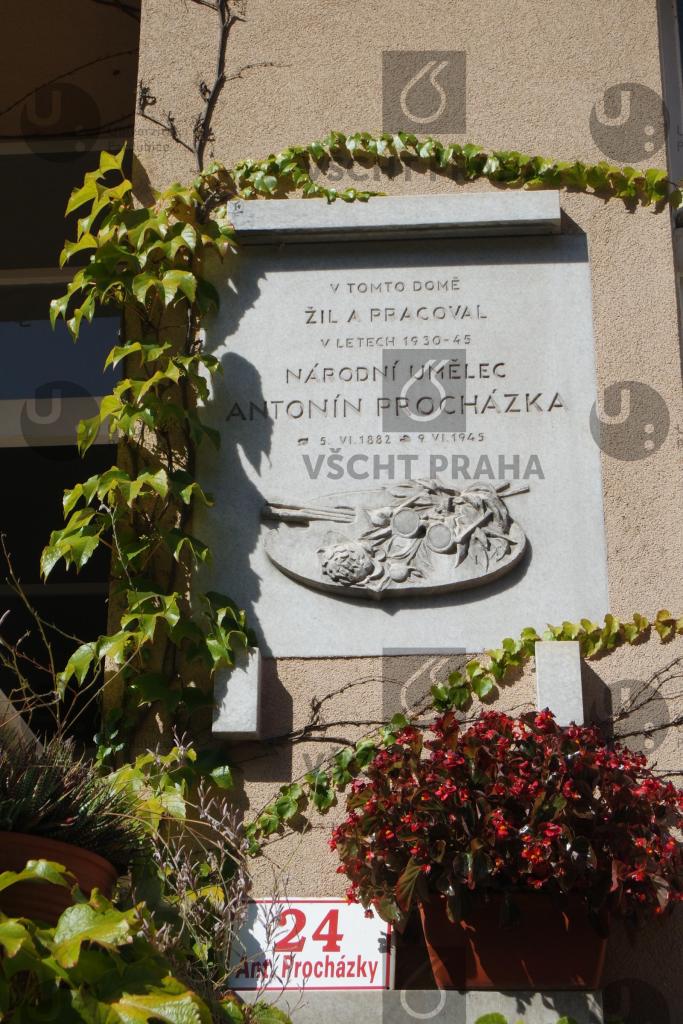 V TOMTO DOMĚ
ŽIL A PRACOVAL
V LETECH 1930-45
NÁRODNÍ UMĚLEC
ANTONÍN PROCHÁZKA
5. VI. 1882 9. VI. 1945
VŠCHT PRAHA
24
Ant. Procházky